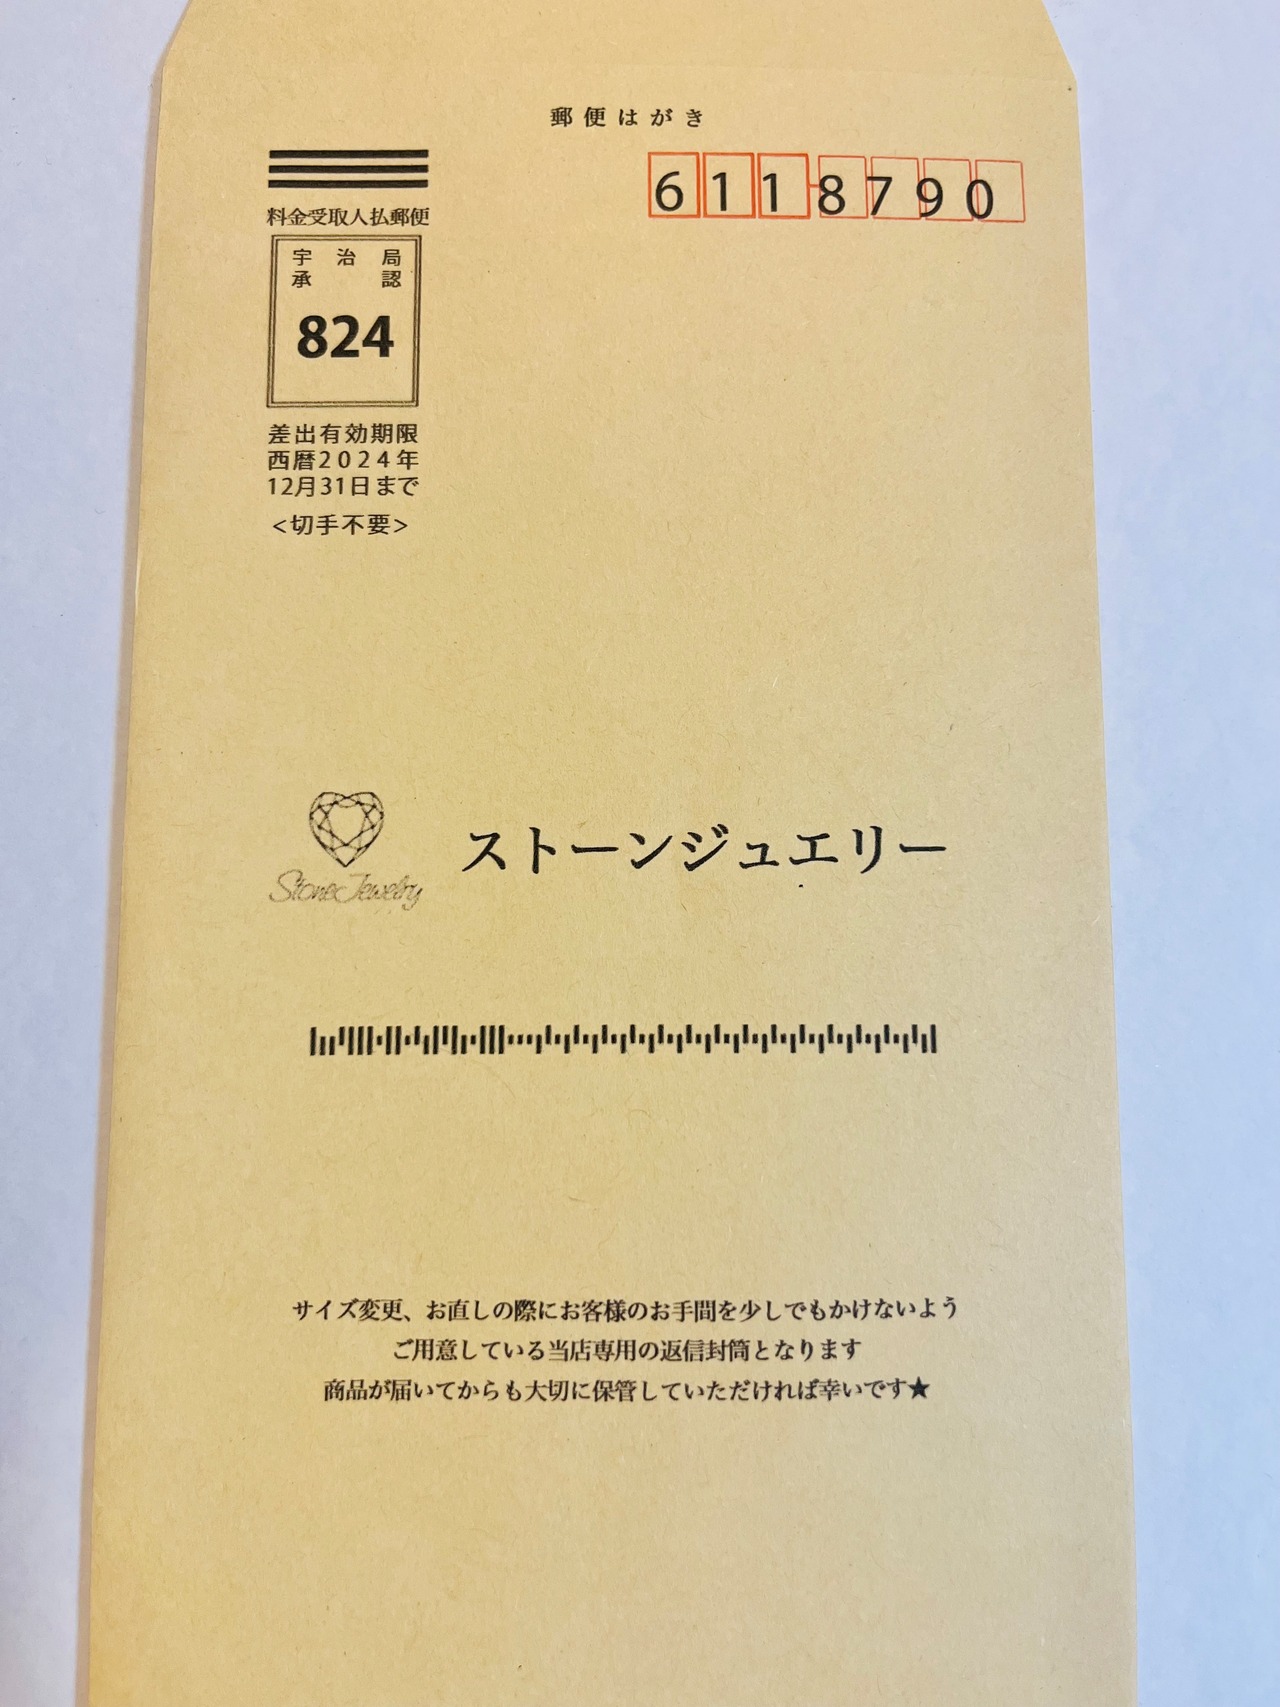 郵便はがき
6118790
料金受取人払郵便
宇治局
承認
824
差出有効期限
西暦2024年
12月31日まで
<切手不要>
ストーンジュエリー
Stone Jewelry
サイズ変更、お直しの際にお客様のお手間を少しでもかけないよう
ご用意している当店専用の返信封筒となります
商品が届いてからも大切に保管していただければ幸いです★